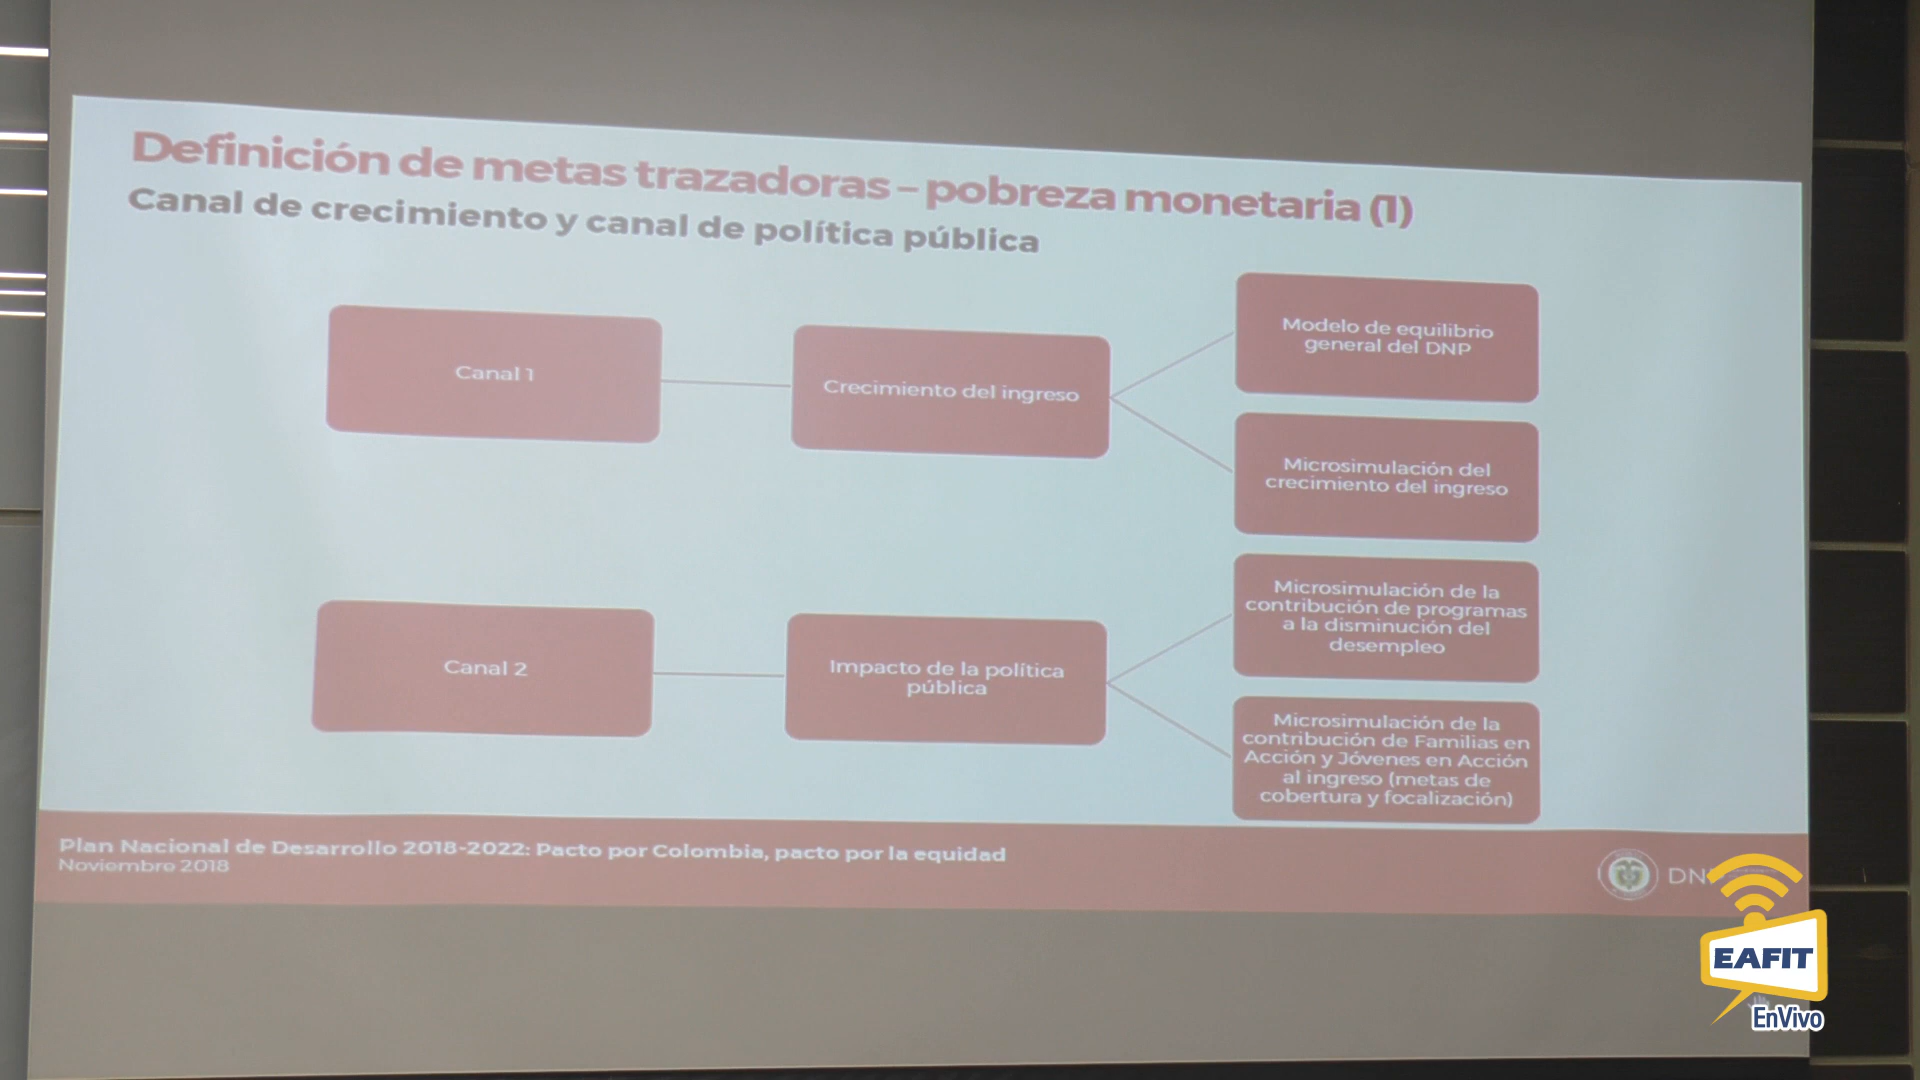 Definición de metas trazadoras – pobreza monetaria (1)
Canal de crecimiento y canal de política pública
Canal 1
Crecimiento del ingreso
Modelo de equilibrio
general del DNP
Microsimulación del
crecimiento del ingreso
Canal 2
Impacto de la política
pública
Microsimulación de la
contribución de programas
a la disminución del
desempleo
Microsimulación de la
contribución de Familias en
Acción y Jóvenes en Acción
al ingreso (metas de
cobertura y focalización)
Plan Nacional de Desarrollo 2018-2022: Pacto por Colombia, pacto por la equidad
Noviembre 2018
EAFIT
EnVivo